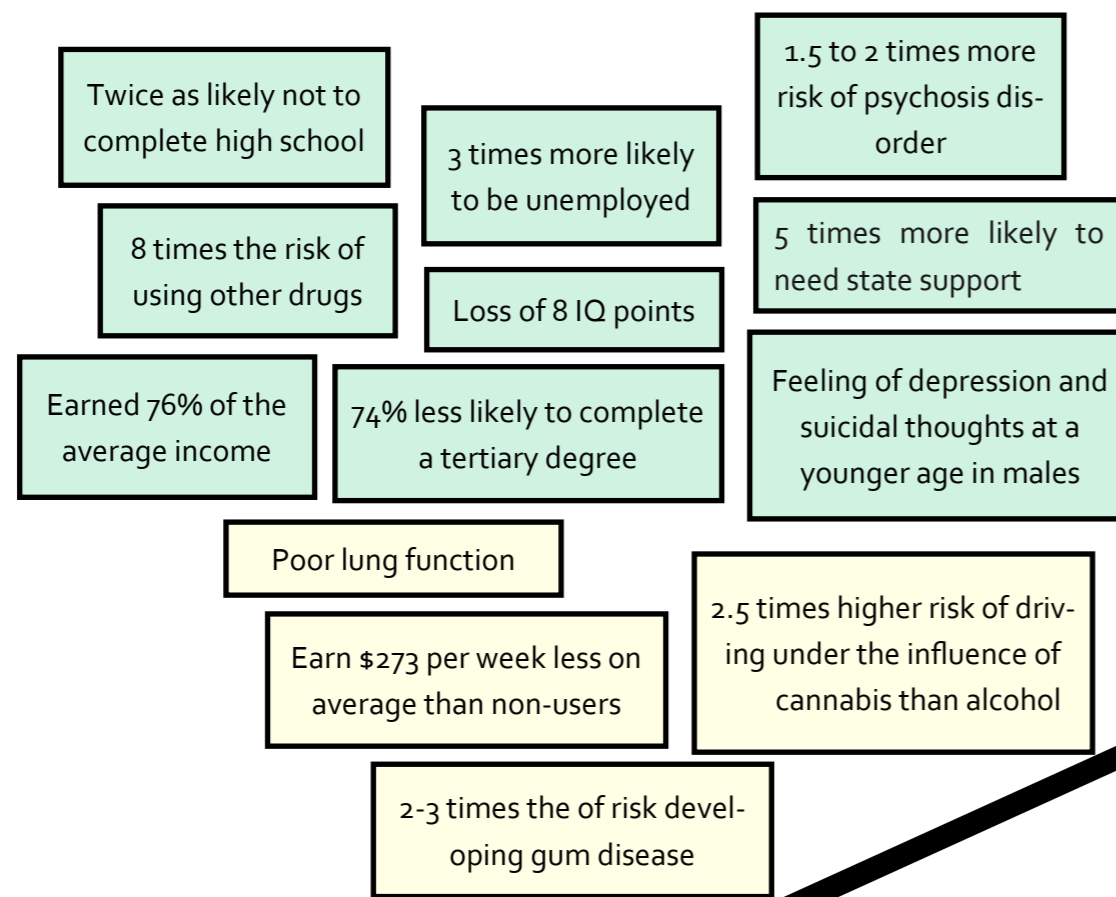 Twice as likely not to
complete high school
3 times more likely
to be unemployed
1.5 to 2 times more
risk of psychosis dis-
order
8 times the risk of
using other drugs
Loss of 8 IQ points
5 times more likely to
need state support
Earned 76% of the
average income
74% less likely to complete
a tertiary degree
Feeling of depression and
suicidal thoughts at a
younger age in males
Poor lung function
Earn $273 per week less on
average than non-users
2.5 times higher risk of driv-
ing under the influence of
cannabis than alcohol
2-3 times the of risk devel-
oping gum disease